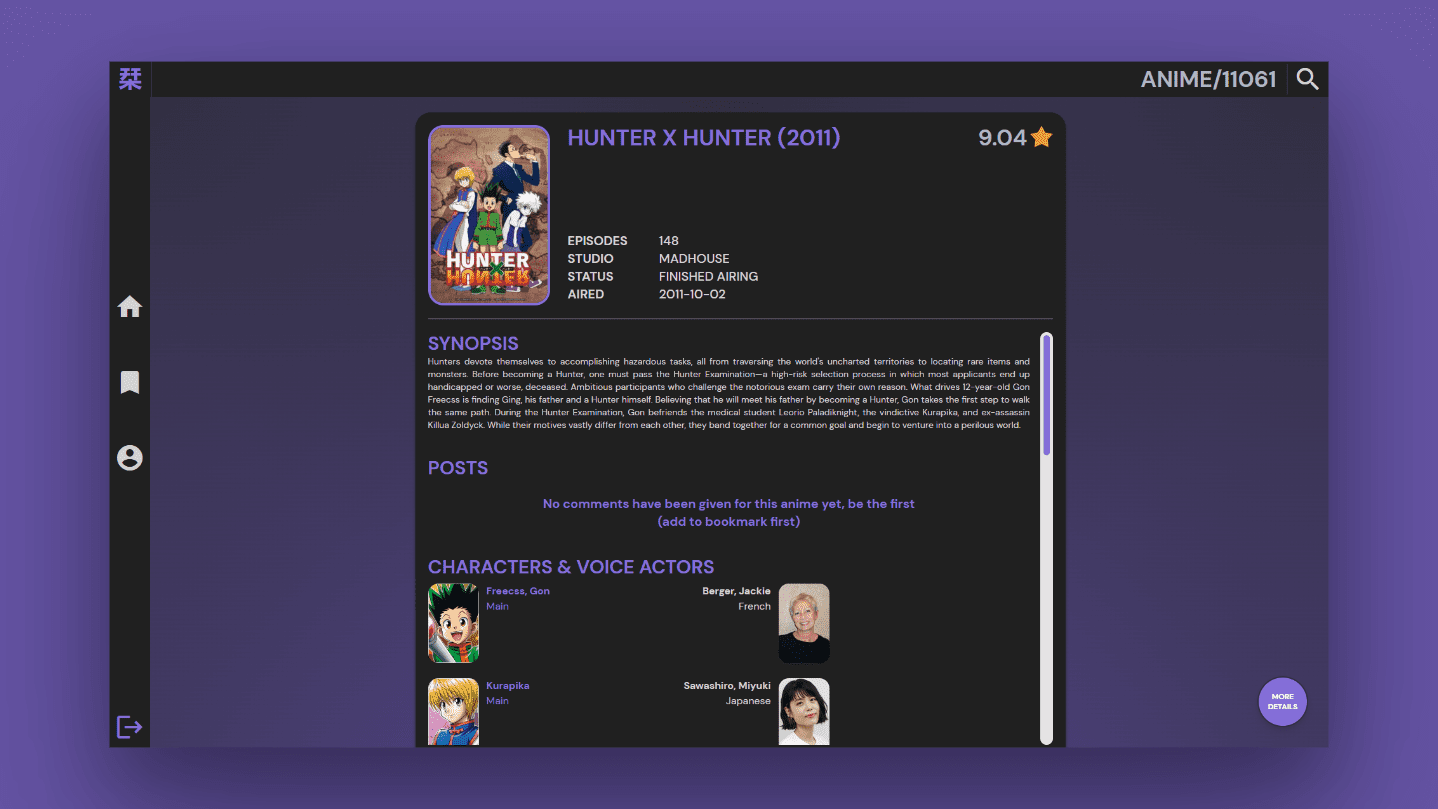 栞
ANIME/11061
HUNTER X HUNTER (2011)
9.04
HUNTER
HUNTER
EPISODES 148
STUDIO MADHOUSE
STATUS FINISHED AIRING
AIRED 2011-10-02
SYNOPSIS
Hunters devote themselves to accomplishing hazardous tasks, all from traversing the world's uncharted territories to locating rare items and
monsters. Before becoming a Hunter, one must pass the Hunter Examination—a high-risk selection process in which most applicants end up
handicapped or worse, deceased. Ambitious participants who challenge the notorious exam carry their own reason. What drives 12-year-old Gon
Freecss is finding Ging, his father and a Hunter himself. Believing that he will meet his father by becoming a Hunter, Gon takes the first step to walk
the same path. During the Hunter Examination, Gon befriends the medical student Leorio Paladiknight, the vindictive Kurapika, and ex-assassin
Killua Zoldyck. While their motives vastly differ from each other, they band together for a common goal and begin to venture into a perilous world.
POSTS
No comments have been given for this anime yet, be the first
(add to bookmark first)
CHARACTERS & VOICE ACTORS
Freecss, Gon
Main
Berger, Jackie
French
Kurapika
Main
Sawashiro, Miyuki
Japanese
MORE
DETAILS